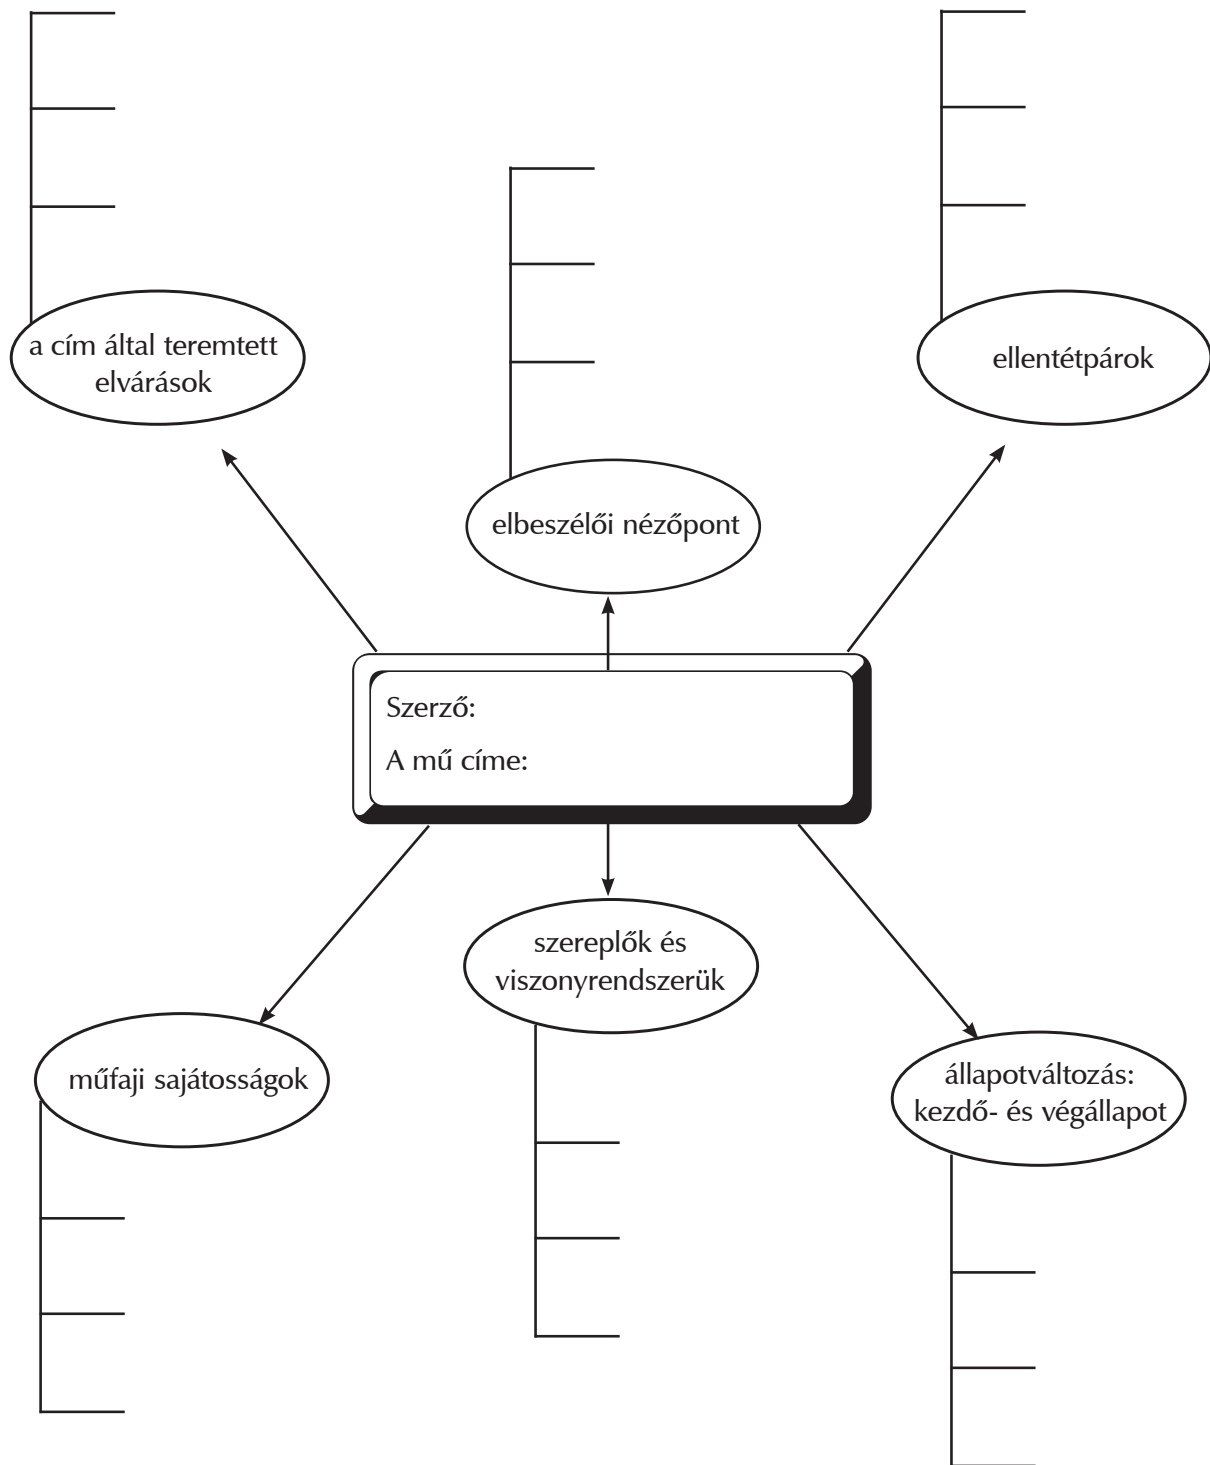 a cím által teremtett
elvárások
ellentétpárok
elbeszélői nézőpont
Szerző:
A mű címe:
szereplők és
viszonyrendszerük
műfaji sajátosságok
állapotváltozás:
kezdő- és végállapot